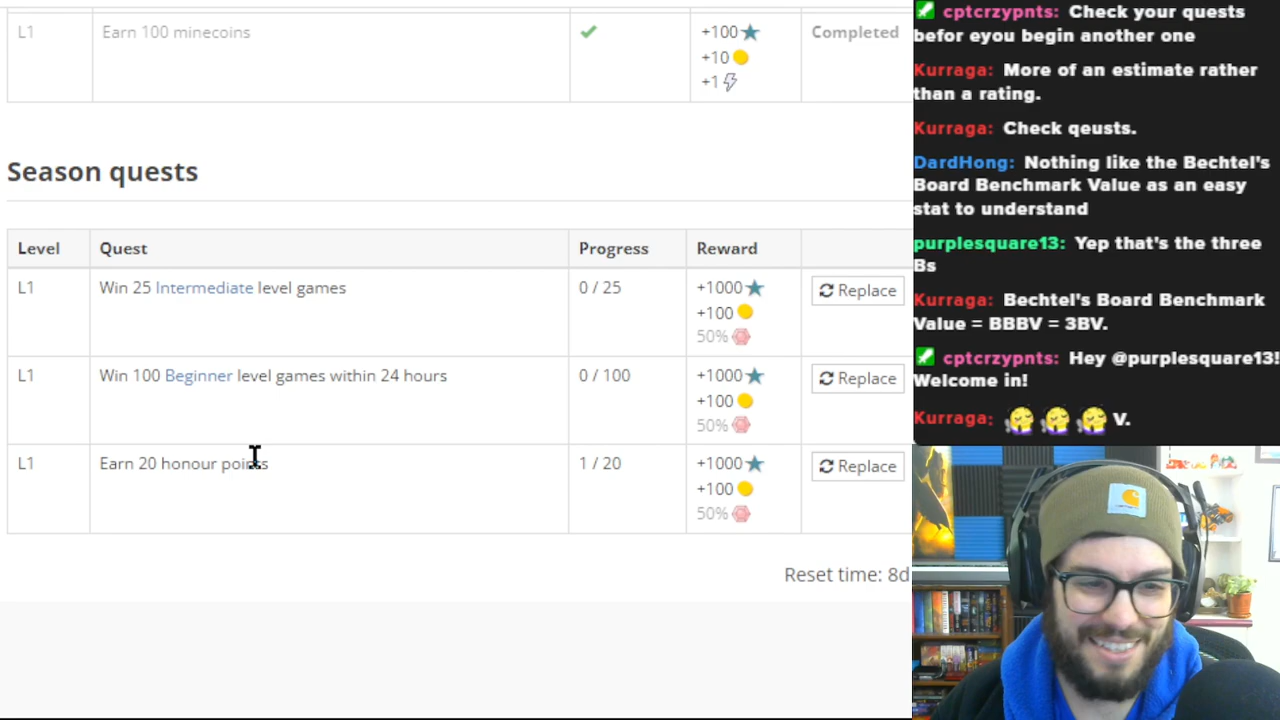 L1 Earn 100 minecoins +100 Completed
+10
+1
Season quests
Level Quest Progress Reward
L1 Win 25 Intermediate level games 0 / 25 +1000 Replace
+100
50%
L1 Win 100 Beginner level games within 24 hours 0 / 100 +1000 Replace
+100
50%
L1 Earn 20 honour points 1 / 20 +1000 Replace
+100
50%
Reset time: 8d
cptcrzypnts: Check your quests
befor eyou begin another one
Kurraga: More of an estimate rather
than a rating.
Kurraga: Check qeusts.
DardHong: Nothing like the Bechtel's
Board Benchmark Value as an easy
stat to understand
purplesquare13: Yep that's the three
Bs
Kurraga: Bechtel's Board Benchmark
Value = BBBV = 3BV.
cptcrzypnts: Hey @purplesquare13!
Welcome in!
Kurraga: V.